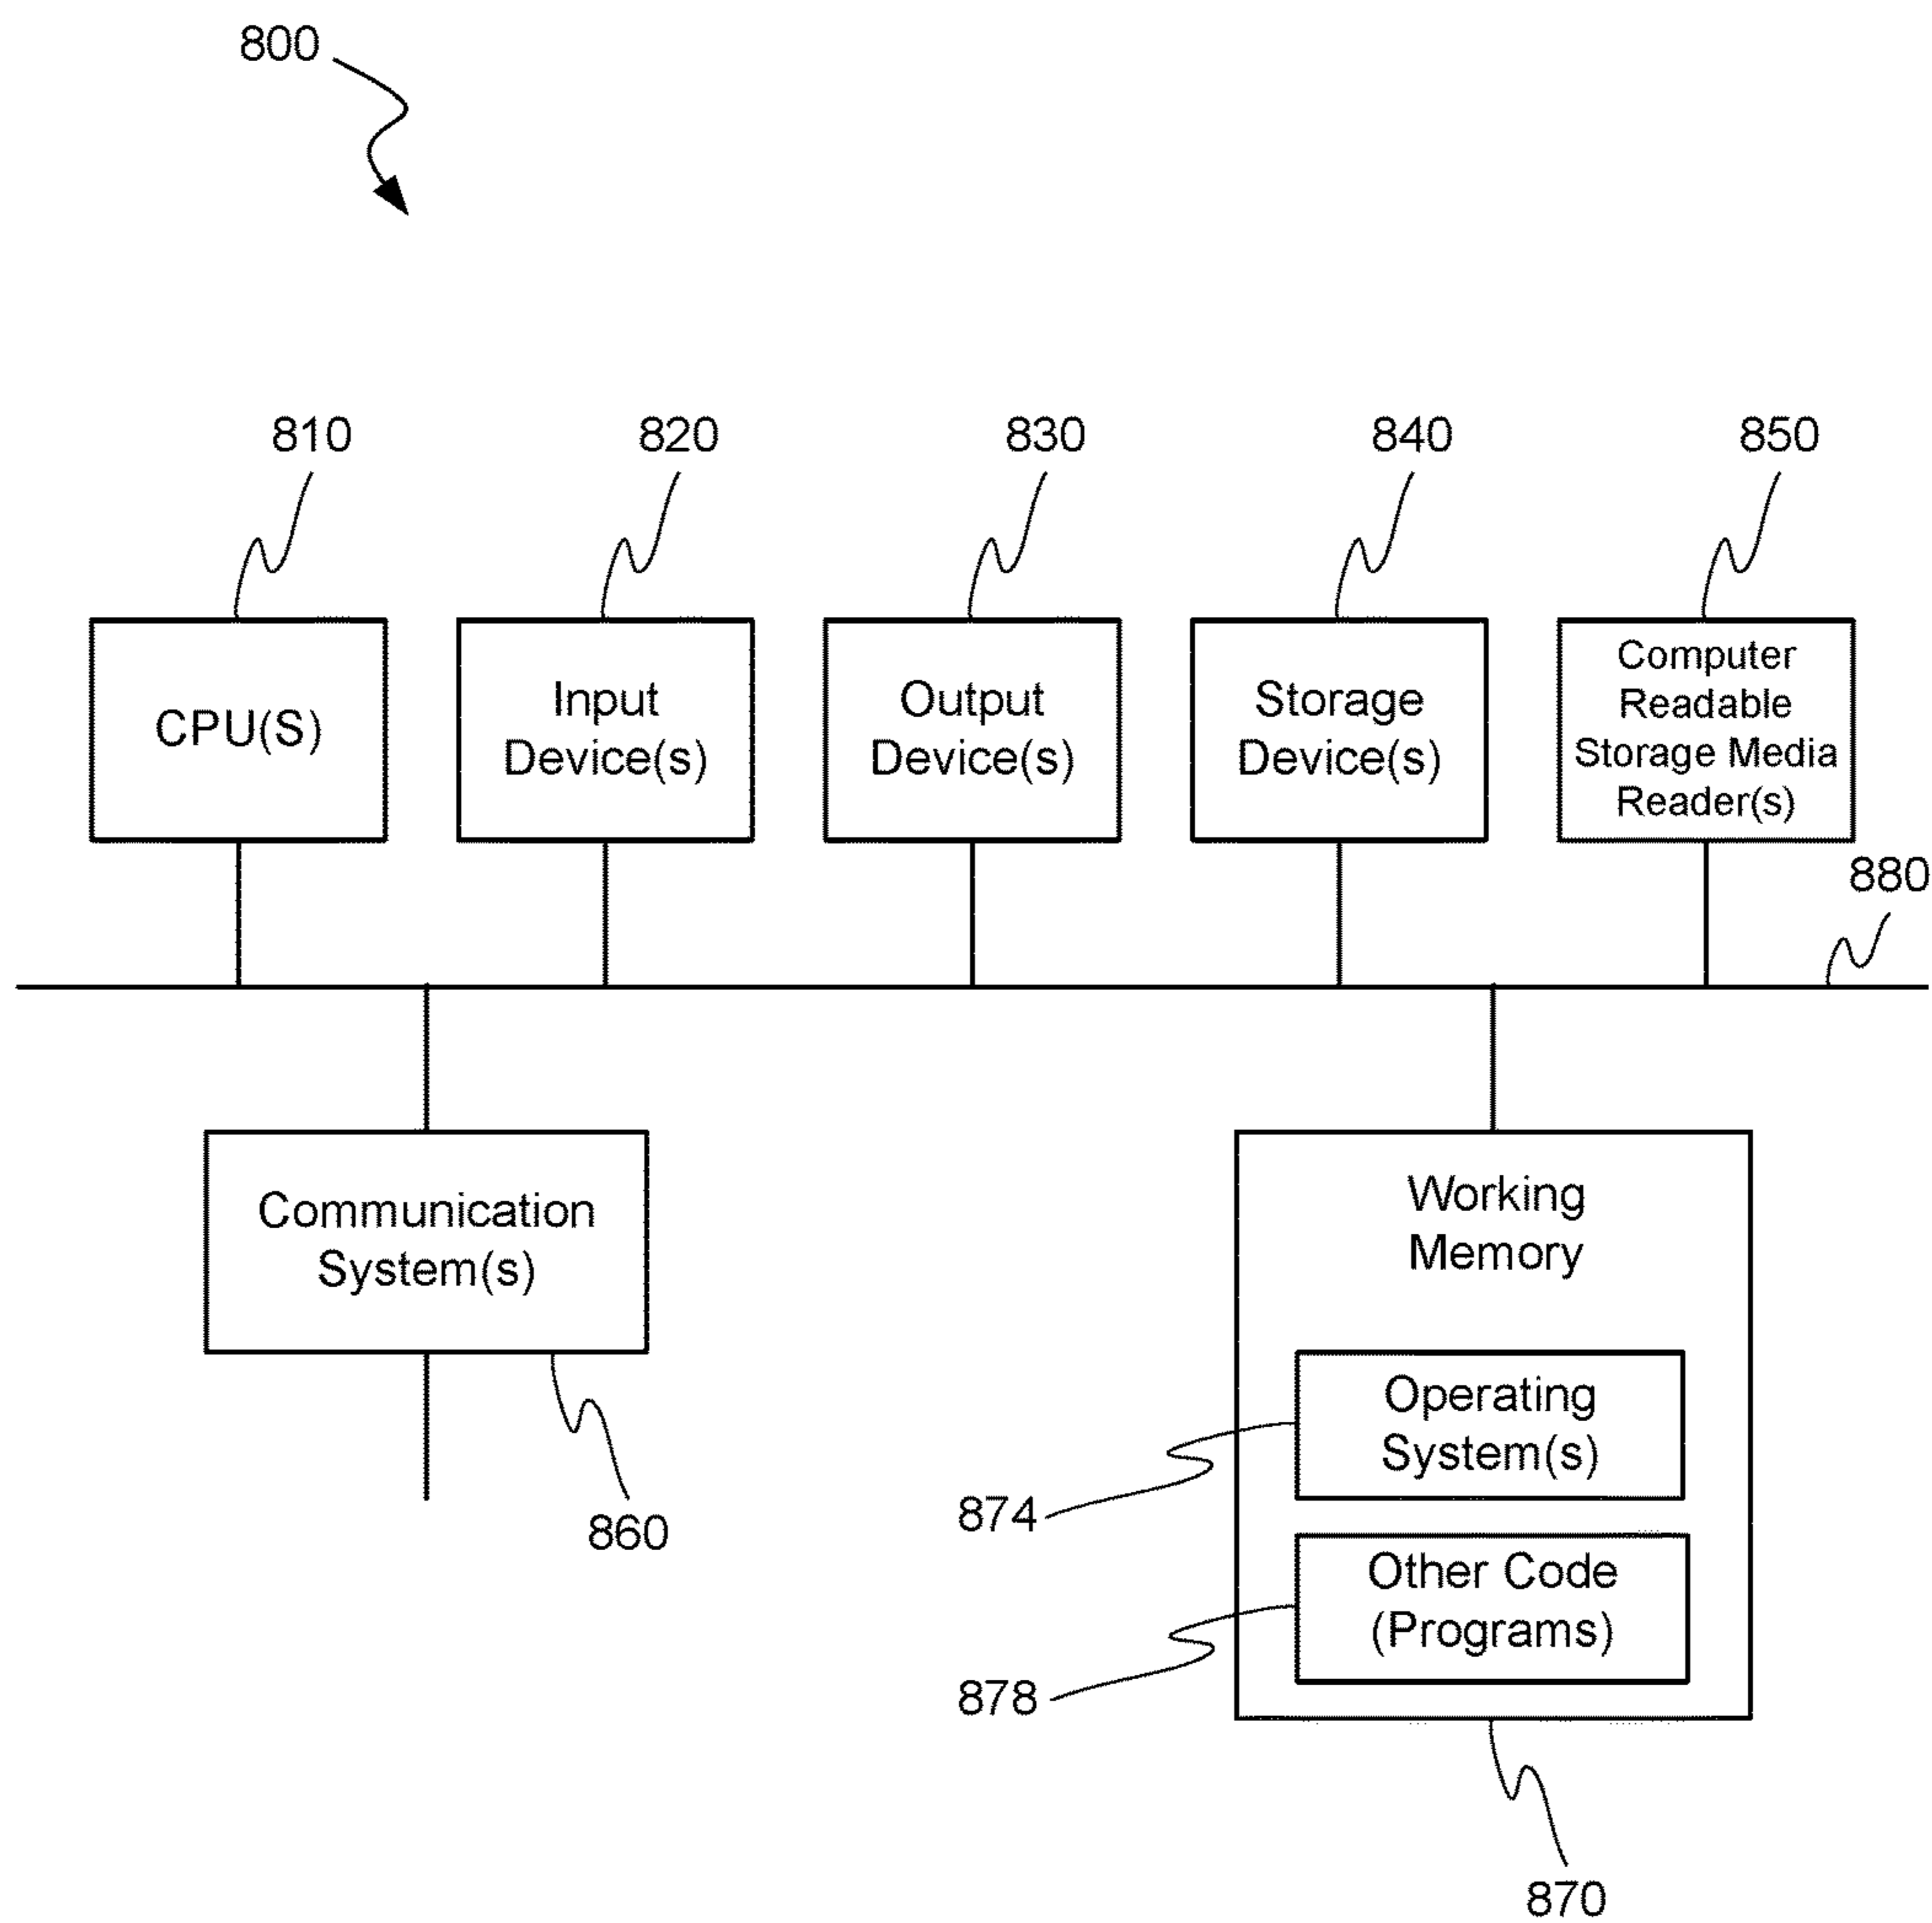 800
810
820
830
840
850
CPU(S)
Input
Device(s)
Output
Device(s)
Storage
Device(s)
Computer
Readable
Storage Media
Reader(s)
880
Communication
System(s)
860
Working
Memory
Operating
System(s)
874
Other Code
(Programs)
878
870